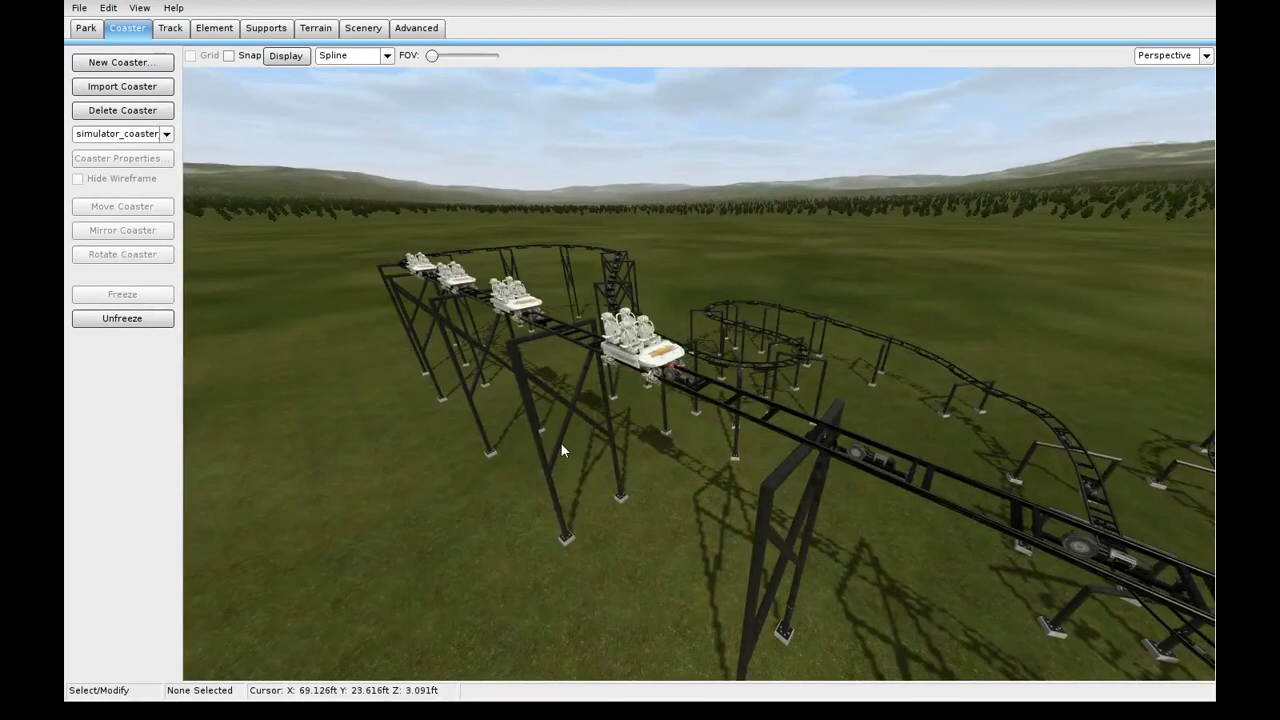 File Edit View Help
Park Coaster Track Element Supports Terrain Scenery Advanced
Grid Snap Display Spline FOV: Perspective
New Coaster...
Import Coaster
Delete Coaster
simulator_coaster
Coaster Properties...
Hide Wireframe
Move Coaster
Mirror Coaster
Rotate Coaster
Freeze
Unfreeze
Select/Modify None Selected Cursor: X: 69.126ft Y: 23.616ft Z: 3.091ft